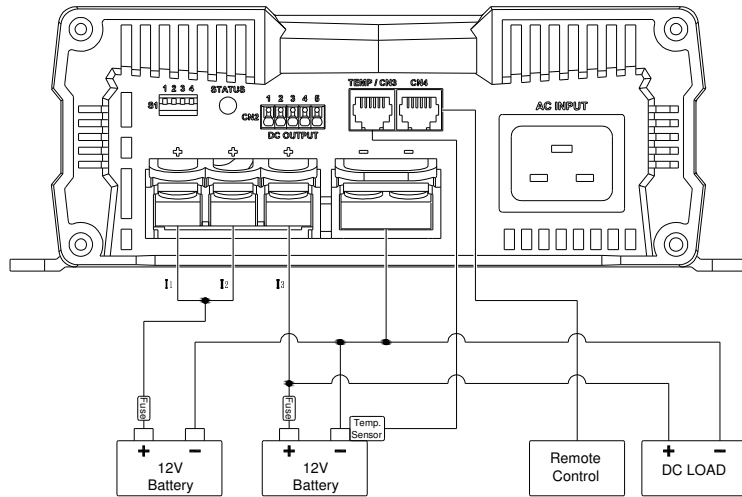 1 2 3 4
STATUS
S1
1 2 3 4 5
CN2
DC OUTPUT
TEMP / CN3
CN4
AC INPUT
+ + + - -
I1
I2
I3
Fuse
Fuse
Temp.
Sensor
+ -
12V
Battery
+ -
12V
Battery
Remote
Control
+ -
DC LOAD